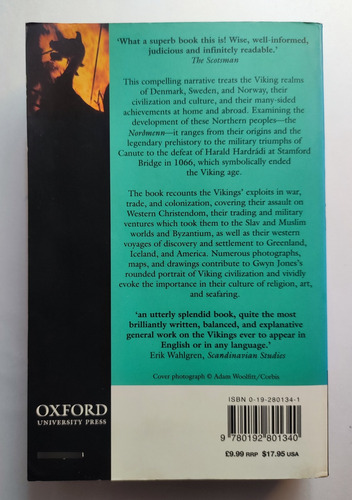 ‘What a superb book this is! Wise, well-informed,
judicious and infinitely readable.’
The Scotsman
This compelling narrative treats the Viking realms
of Denmark, Sweden, and Norway, their
civilization and culture, and their many-sided
achievements at home and abroad. Examining the
development of these Northern peoples—the
Nordmenn—it ranges from their origins and the
legendary prehistory to the military triumphs of
Canute to the defeat of Harald Hardrádi at Stamford
Bridge in 1066, which symbolically ended
the Viking age.
The book recounts the Vikings’ exploits in war,
trade, and colonization, covering their assault on
Western Christendom, their trading and military
ventures which took them to the Slav and Muslim
worlds and Byzantium, as well as their western
voyages of discovery and settlement to Greenland,
Iceland, and America. Numerous photographs,
maps, and drawings contribute to Gwyn Jones’s
rounded portrait of Viking civilization and vividly
evoke the importance in their culture of religion, art,
and seafaring.
‘an utterly splendid book, quite the most
brilliantly written, balanced, and explanative
general work on the Vikings ever to appear in
English or in any language.’
Erik Wahlgren, Scandinavian Studies
Cover photograph © Adam Woolfitt/Corbis
OXFORD
UNIVERSITY PRESS
ISBN 0-19-280134-1
9 780192 801340
£9.99 RRP $17.95 USA